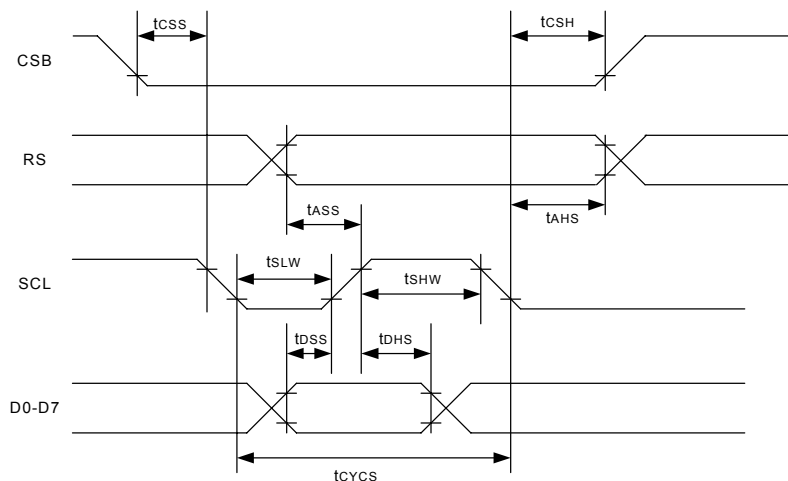 tCSS
tCSH
CSB
RS
tASS
tAHS
tSLW
SCL
tSHW
tDSS
tDHS
D0-D7
tCYCS